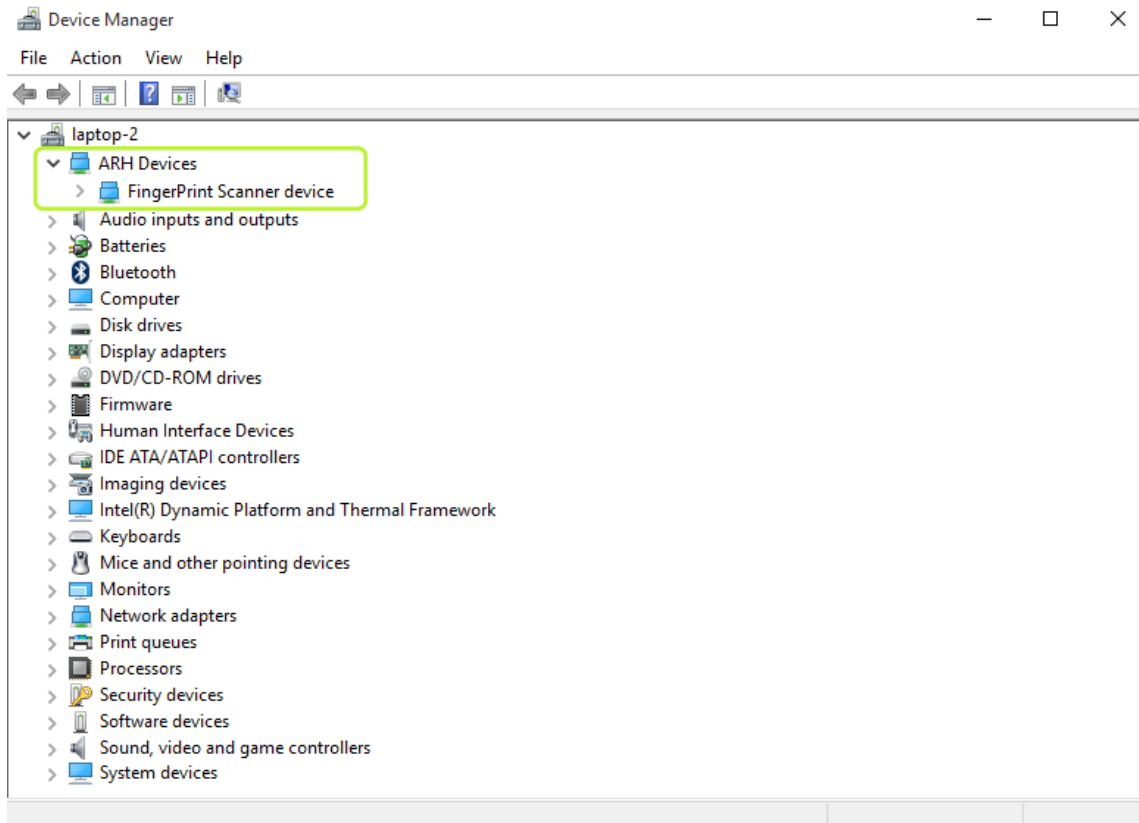 Device Manager
File Action View Help
laptop-2
ARH Devices
FingerPrint Scanner device
Audio inputs and outputs
Batteries
Bluetooth
Computer
Disk drives
Display adapters
DVD/CD-ROM drives
Firmware
Human Interface Devices
IDE ATA/ATAPI controllers
Imaging devices
Intel(R) Dynamic Platform and Thermal Framework
Keyboards
Mice and other pointing devices
Monitors
Network adapters
Print queues
Processors
Security devices
Software devices
Sound, video and game controllers
System devices